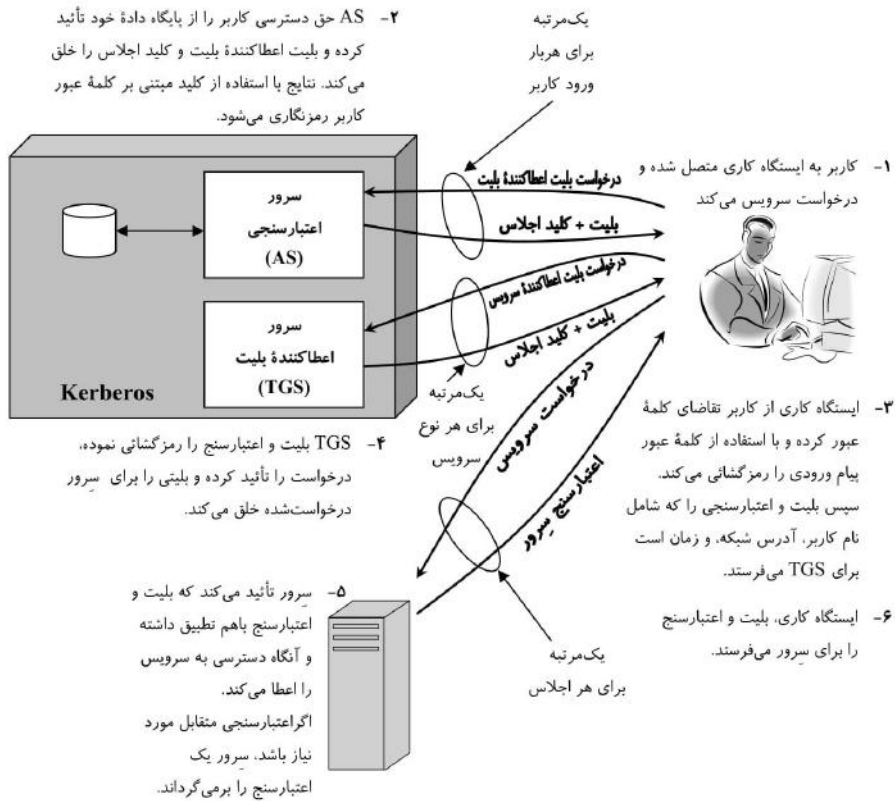 ۲- AS حق دسترسی کاربر را از پایگاه دادهٔ خود تأئید
کرده و بلیت اعطاکنندهٔ بلیت و کلید اجلاس را خلق
می‌کند. نتایج با استفاده از کلید مبتنی بر کلمهٔ عبور
کاربر رمزنگاری می‌شود.
یک‌مرتبه
برای هربار
ورود کاربر
۱- کاربر به ایستگاه کاری متصل شده و
درخواست سرویس می‌کند
درخواست بلیت اعطاکنندهٔ بلیت
بلیت + کلید اجلاس
سرور
اعتبارسنجی
(AS)
درخواست بلیت اعطاکنندهٔ سرویس
بلیت + کلید اجلاس
سرور
اعطاکنندهٔ بلیت
(TGS)
Kerberos
یک‌مرتبه
برای هر نوع
سرویس
درخواست سرویس
اعتبارسنج سِرور
۳- ایستگاه کاری از کاربر تقاضای کلمهٔ
عبور کرده و با استفاده از کلمهٔ عبور
پیام ورودی را رمزگشائی می‌کند.
سپس بلیت و اعتبارسنجی را که شامل
نام کاربر، آدرس شبکه، و زمان است
برای TGS می‌فرستد.
۴- TGS بلیت و اعتبارسنج را رمزگشائی نموده،
درخواست را تأئید کرده و بلیتی را برای سِرور
درخواست‌شده خلق می‌کند.
۵- سِرور تأئید می‌کند که بلیت و
اعتبارسنج باهم تطبیق داشته
و آنگاه دسترسی به سرویس
را اعطا می‌کند.
اگراعتبارسنجی متقابل مورد
نیاز باشد، سِرور یک
اعتبارسنج را برمی‌گرداند.
یک‌مرتبه
برای هر اجلاس
۶- ایستگاه کاری، بلیت و اعتبارسنج
را برای سِرور می‌فرستد.